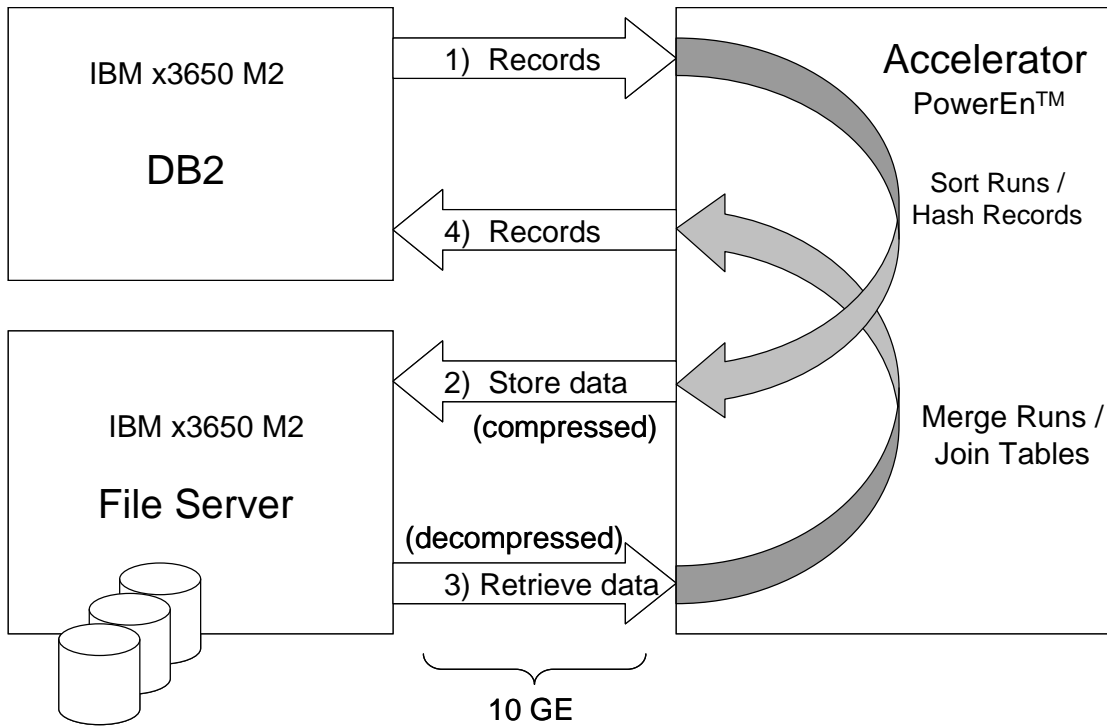 IBM x3650 M2
DB2
1) Records
4) Records
Accelerator
PowerEn™
Sort Runs /
Hash Records
IBM x3650 M2
File Server
2) Store data
(compressed)
(decompressed)
3) Retrieve data
Merge Runs /
Join Tables
10 GE